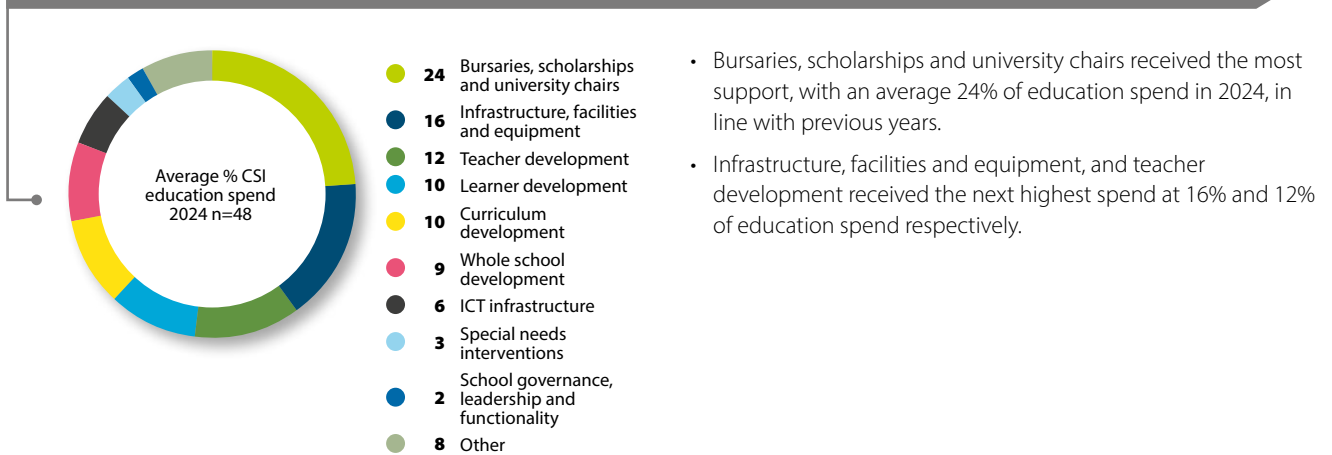 Average % CSI
education spend
2024 n=48
24 Bursaries, scholarships
and university chairs
16 Infrastructure, facilities
and equipment
12 Teacher development
10 Learner development
10 Curriculum
development
9 Whole school
development
6 ICT infrastructure
3 Special needs
interventions
2 School governance,
leadership and
functionality
8 Other
• Bursaries, scholarships and university chairs received the most
support, with an average 24% of education spend in 2024, in
line with previous years.
• Infrastructure, facilities and equipment, and teacher
development received the next highest spend at 16% and 12%
of education spend respectively.